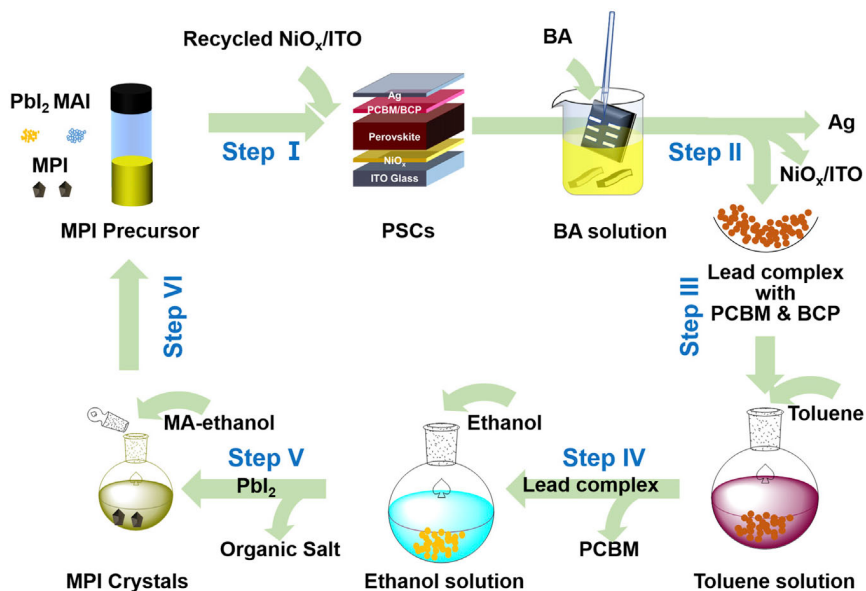 Recycled NiOₓ/ITO
BA
PbI₂ MAI
MPI
Ag
PCBM/BCP
Perovskite
NiOₓ
ITO Glass
Step I
Step II
Ag
NiOₓ/ITO
MPI Precursor
PSCs
BA solution
Lead complex
with
PCBM & BCP
Step III
Step VI
Toluene
MA-ethanol
Ethanol
Step V
PbI₂
Step IV
Lead complex
Organic Salt
PCBM
MPI Crystals
Ethanol solution
Toluene solution